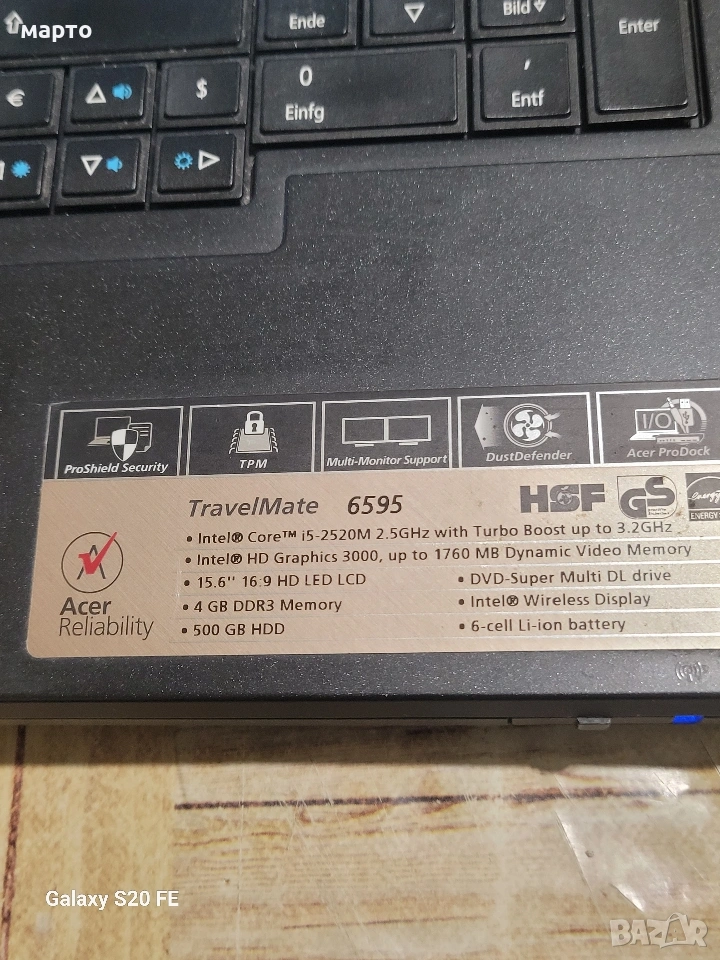 марто
Ende
Bild
Enter
€
$
0
Einfg
,
Entf
ProShield Security
TPM
Multi-Monitor Support
DustDefender
I/O
Acer ProDock
TravelMate 6595
HSF
GS
energy
ENERGY
• Intel® Core™ i5-2520M 2.5GHz with Turbo Boost up to 3.2GHz
• Intel® HD Graphics 3000, up to 1760 MB Dynamic Video Memory
• 15.6" 16:9 HD LED LCD
• DVD-Super Multi DL drive
• 4 GB DDR3 Memory
• Intel® Wireless Display
• 500 GB HDD
• 6-cell Li-ion battery
Acer
Reliability
Galaxy S20 FE
BAZAR